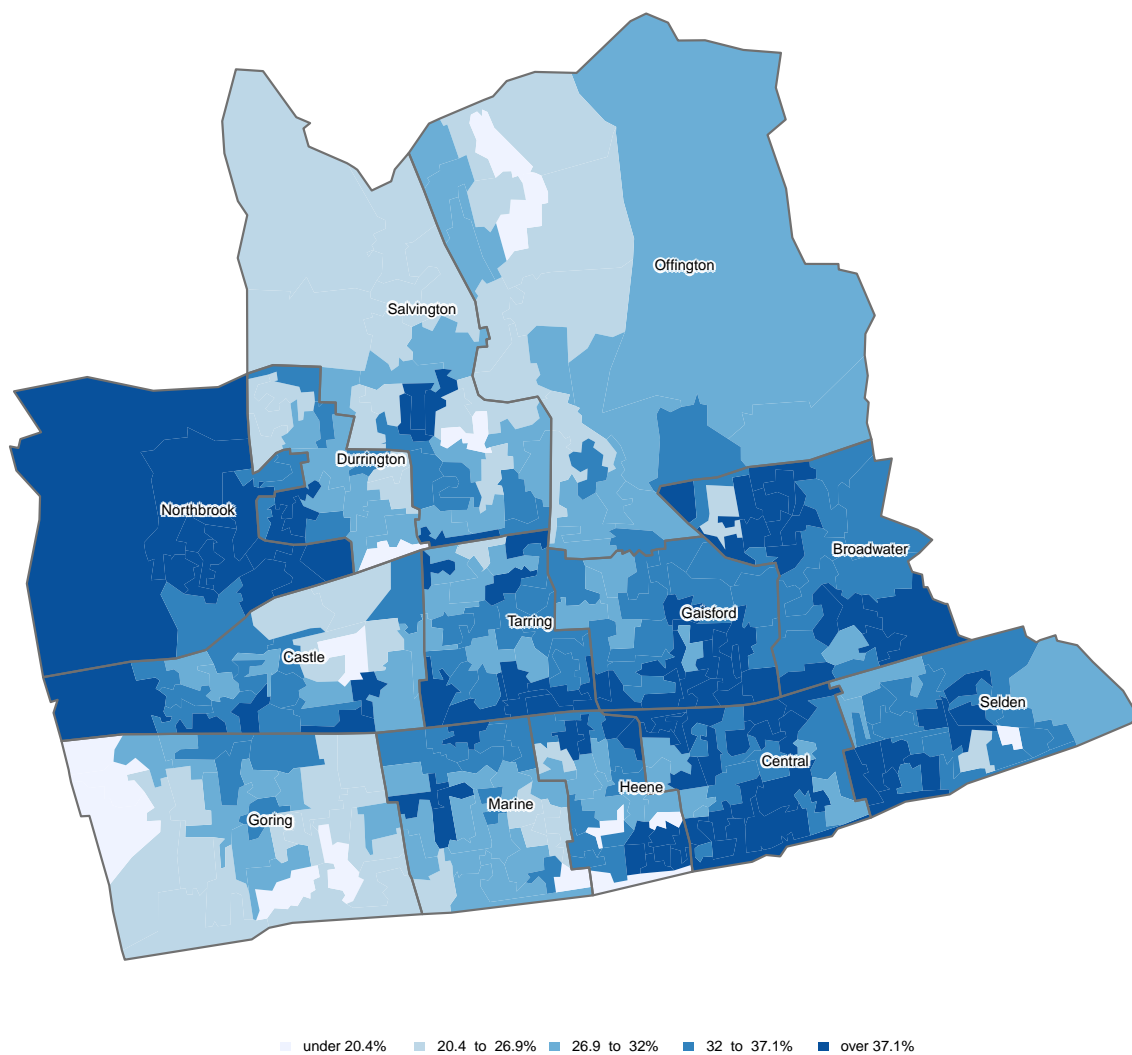 Offington
Salvington
Durrington
Northbrook
Broadwater
Gaisford
Tarring
Castle
Selden
Central
Heene
Marine
Goring
under 20.4% 20.4 to 26.9% 26.9 to 32% 32 to 37.1% over 37.1%